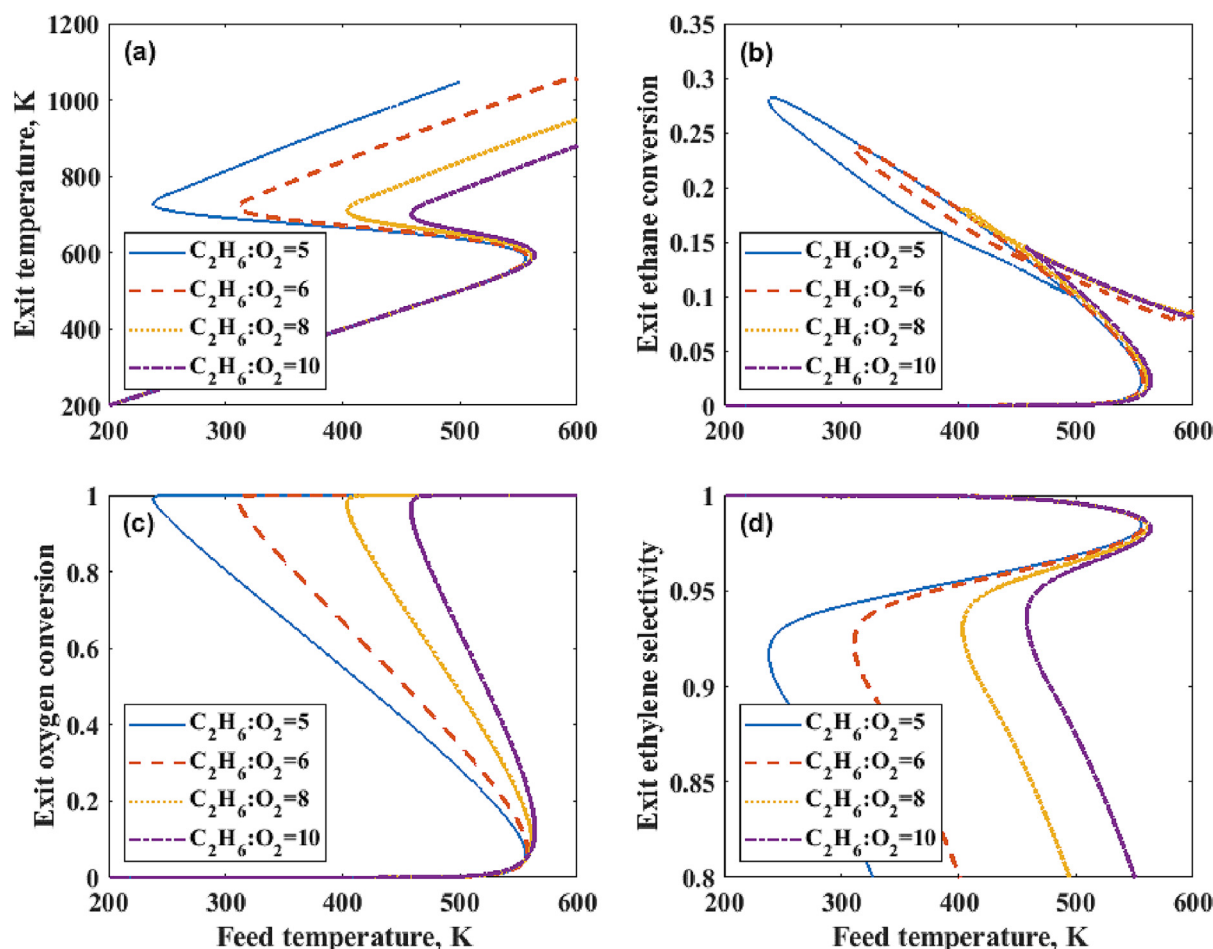 (a)
Exit temperature, K
1200
1000
800
600
400
200
C₂H₆:O₂=5
C₂H₆:O₂=6
C₂H₆:O₂=8
C₂H₆:O₂=10
200 300 400 500 600
(b)
Exit ethane conversion
0.35
0.3
0.25
0.2
0.15
0.1
0.05
0
C₂H₆:O₂=5
C₂H₆:O₂=6
C₂H₆:O₂=8
C₂H₆:O₂=10
200 300 400 500 600
(c)
Exit oxygen conversion
1
0.8
0.6
0.4
0.2
0
C₂H₆:O₂=5
C₂H₆:O₂=6
C₂H₆:O₂=8
C₂H₆:O₂=10
200 300 400 500 600
Feed temperature, K
(d)
Exit ethylene selectivity
1
0.95
0.9
0.85
0.8
C₂H₆:O₂=5
C₂H₆:O₂=6
C₂H₆:O₂=8
C₂H₆:O₂=10
200 300 400 500 600
Feed temperature, K